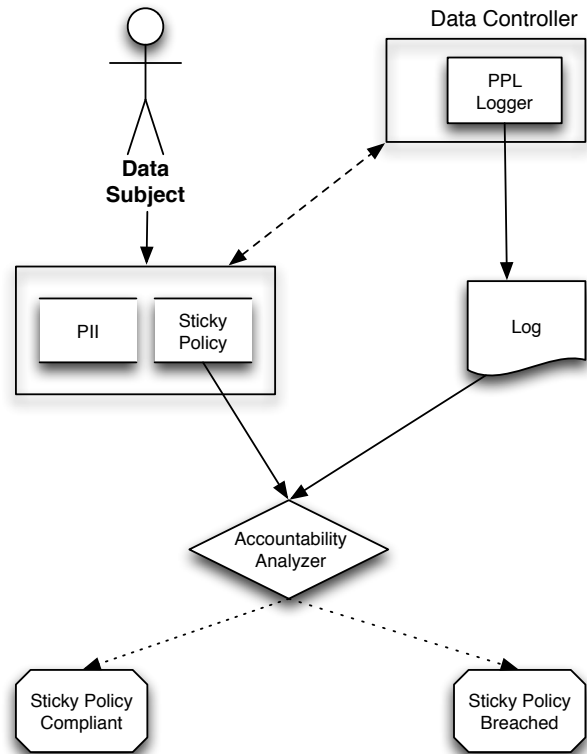 Data Controller
PPL
Logger
Data
Subject
PII
Sticky
Policy
Log
Accountability
Analyzer
Sticky Policy
Compliant
Sticky Policy
Breached